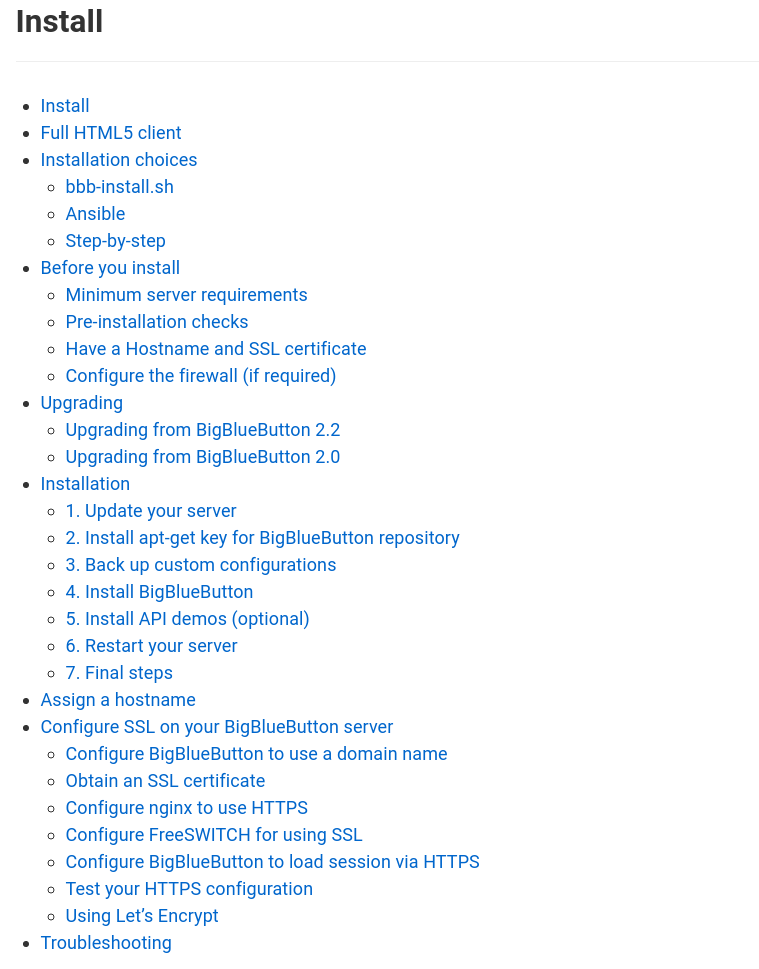 Install
Install
Full HTML5 client
Installation choices
bbb-install.sh
Ansible
Step-by-step
Before you install
Minimum server requirements
Pre-installation checks
Have a Hostname and SSL certificate
Configure the firewall (if required)
Upgrading
Upgrading from BigBlueButton 2.2
Upgrading from BigBlueButton 2.0
Installation
1. Update your server
2. Install apt-get key for BigBlueButton repository
3. Back up custom configurations
4. Install BigBlueButton
5. Install API demos (optional)
6. Restart your server
7. Final steps
Assign a hostname
Configure SSL on your BigBlueButton server
Configure BigBlueButton to use a domain name
Obtain an SSL certificate
Configure nginx to use HTTPS
Configure FreeSWITCH for using SSL
Configure BigBlueButton to load session via HTTPS
Test your HTTPS configuration
Using Let’s Encrypt
Troubleshooting